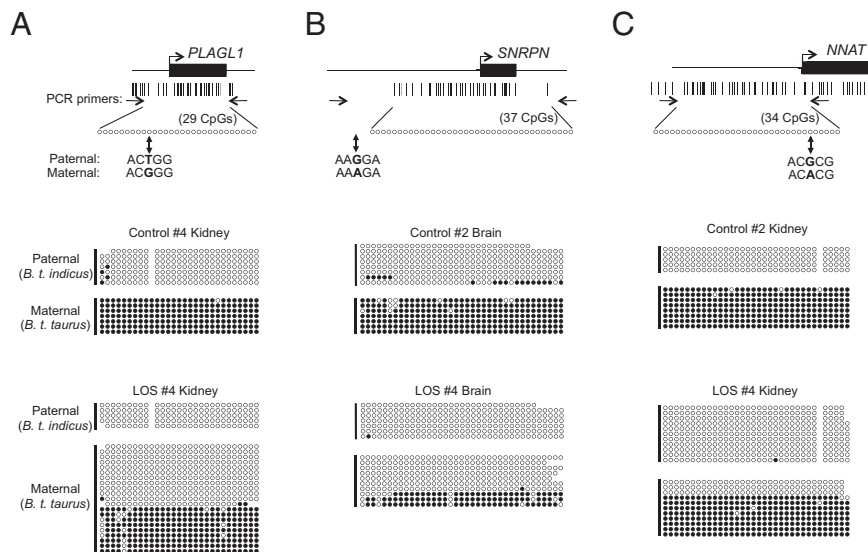 A
B
C
PLAGL1
SNRPN
NNAT
PCR primers:
(29 CpGs)
(37 CpGs)
(34 CpGs)
Paternal: ACTGG
Maternal: ACGGG
AAGGA
AAAGA
ACGCG
ACACG
Control #4 Kidney
Control #2 Brain
Control #2 Kidney
Paternal
(B. t. indicus)
Maternal
(B. t. taurus)
LOS #4 Kidney
LOS #4 Brain
LOS #4 Kidney
Paternal
(B. t. indicus)
Maternal
(B. t. taurus)